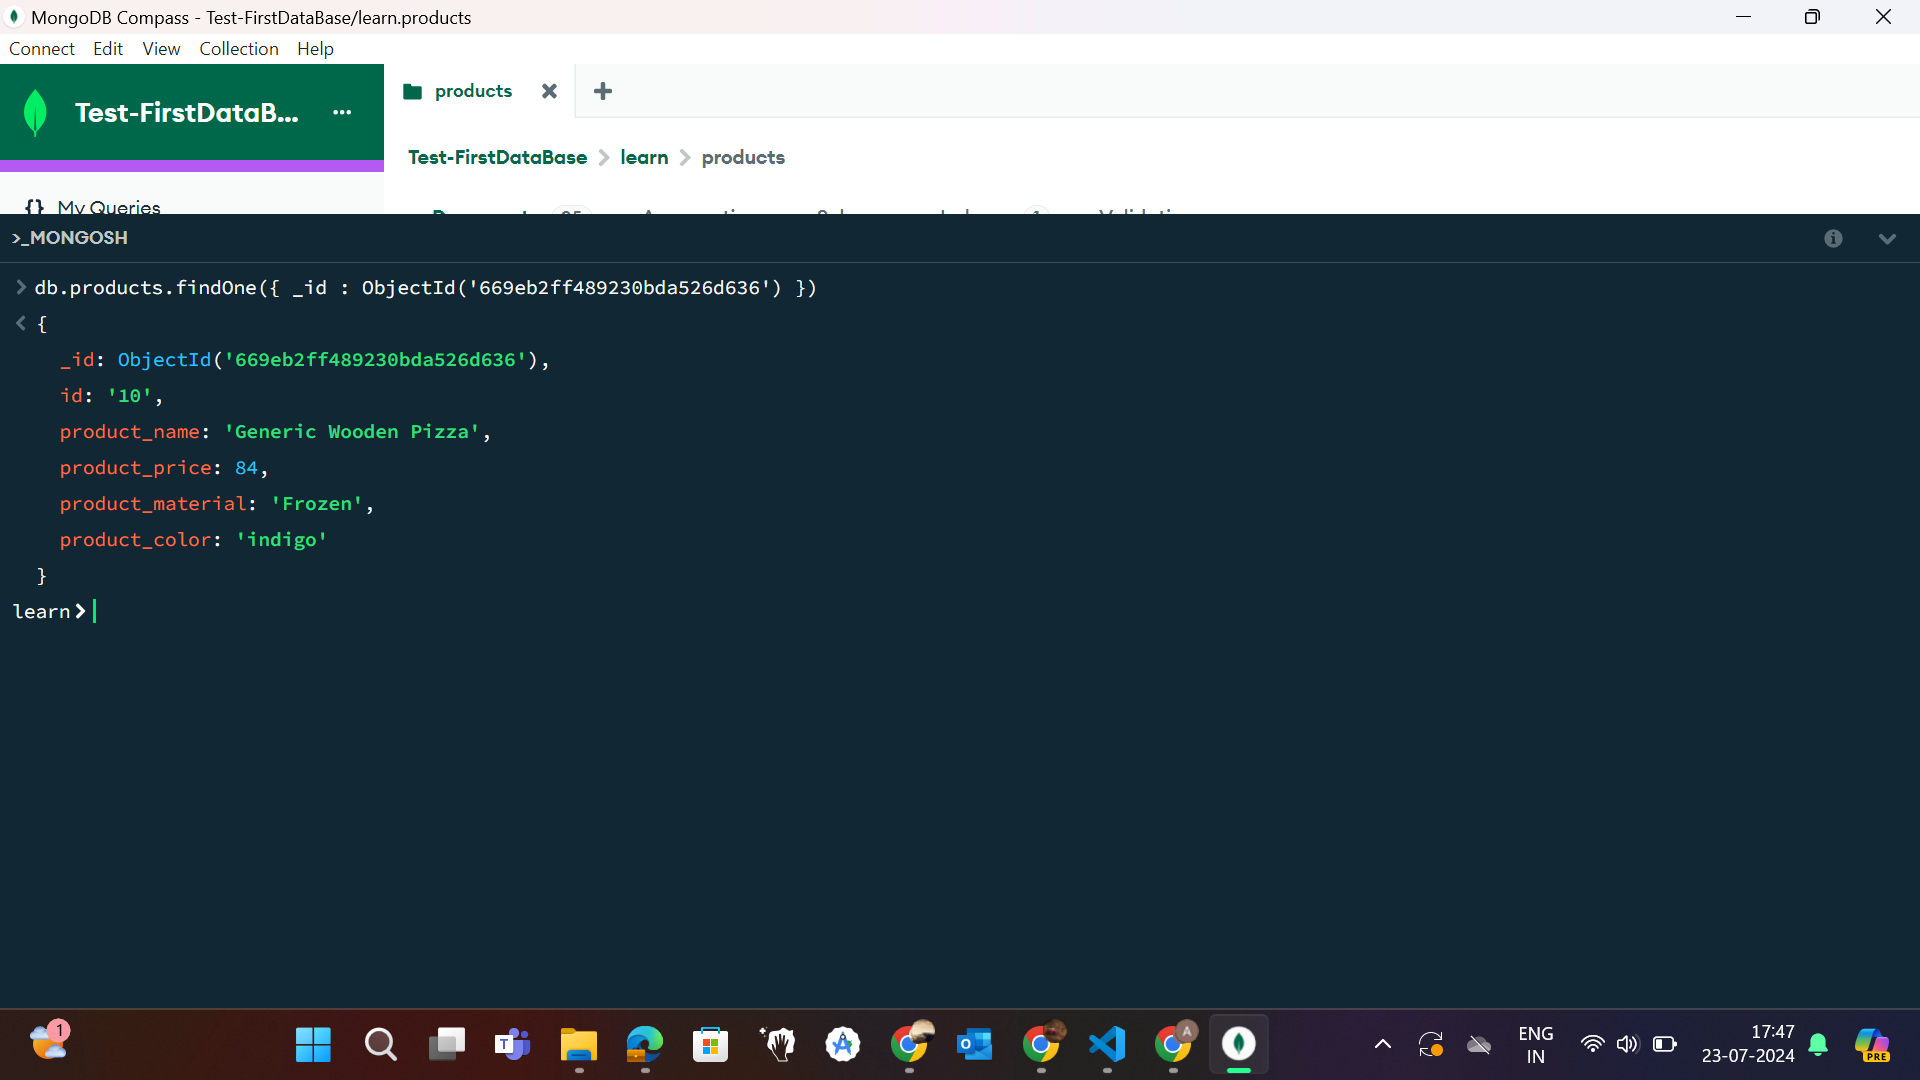 MongoDB Compass - Test-FirstDataBase/learn.products
Connect Edit View Collection Help
Test-FirstDataB... ...
products
Test-FirstDataBase > learn > products
{} My Queries
>_MONGOSH
> db.products.findOne({ _id : ObjectId('669eb2ff489230bda526d636') })
< {
_id: ObjectId('669eb2ff489230bda526d636'),
id: '10',
product_name: 'Generic Wooden Pizza',
product_price: 84,
product_material: 'Frozen',
product_color: 'indigo'
}
learn>
1
T
A
A
O
PRE
ENG
IN
17:47
23-07-2024